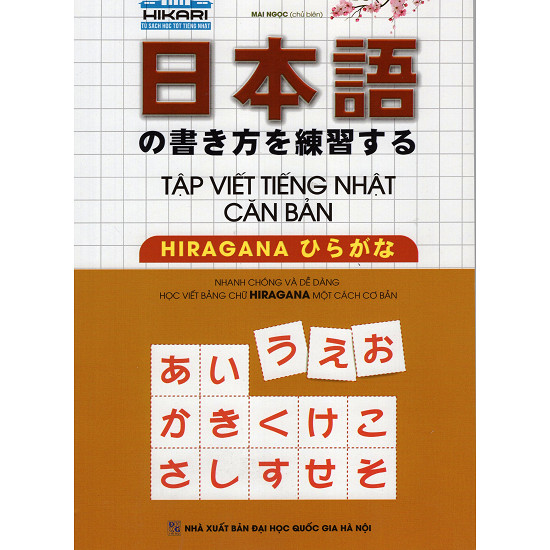 HIKARI
TỦ SÁCH HỌC TỐT TIẾNG NHẬT
MAI NGỌC (chủ biên)
日本語
の書き方を練習する
TẬP VIẾT TIẾNG NHẬT
CĂN BẢN
HIRAGANA ひらがな
NHANH CHÓNG VÀ DỄ DÀNG
HỌC VIẾT BẢNG CHỮ HIRAGANA MỘT CÁCH CƠ BẢN
あいうえお
かきくけこ
さしすせそ
NHÀ XUẤT BẢN ĐẠI HỌC QUỐC GIA HÀ NỘI